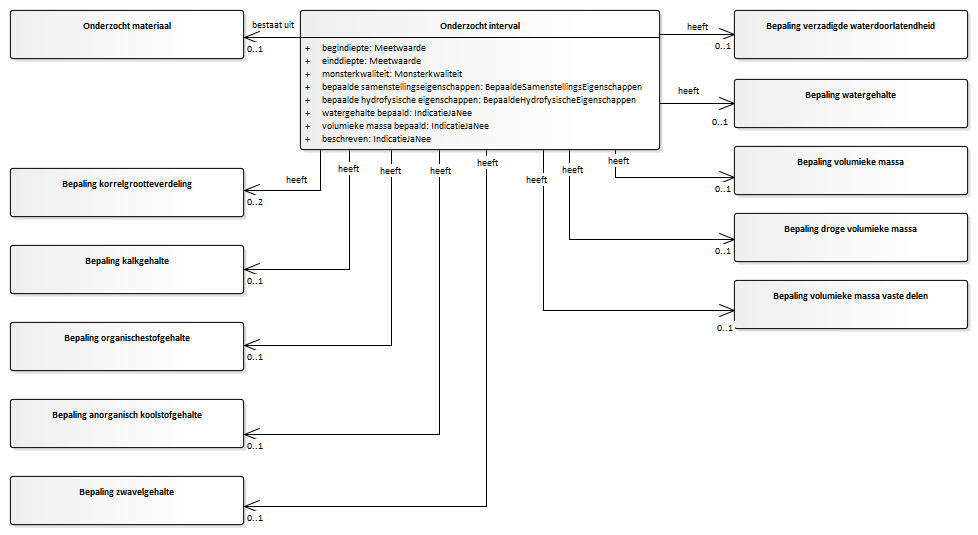 Onderzocht materiaal
bestaat uit
0..1
Onderzocht interval
+ begindiepte: Meetwaarde
+ einddiepte: Meetwaarde
+ monsterkwaliteit: Monsterkwaliteit
+ bepaalde samenstellingseigenschappen: BepaaldeSamenstellingsEigenschappen
+ bepaalde hydrofysische eigenschappen: BepaaldeHydrofysischeEigenschappen
+ watergehalte bepaald: IndicatieJaNee
+ volumieke massa bepaald: IndicatieJaNee
+ beschreven: IndicatieJaNee
heeft
0..1
Bepaling verzadigde waterdoorlatendheid
heeft
0..1
Bepaling watergehalte
heeft
0..1
Bepaling volumieke massa
heeft
0..1
Bepaling droge volumieke massa
heeft
0..1
Bepaling volumieke massa vaste delen
heeft
0..2
Bepaling korrelgrootteverdeling
heeft
0..1
Bepaling kalkgehalte
heeft
0..1
Bepaling organischestofgehalte
heeft
0..1
Bepaling anorganisch koolstofgehalte
heeft
0..1
Bepaling zwavelgehalte